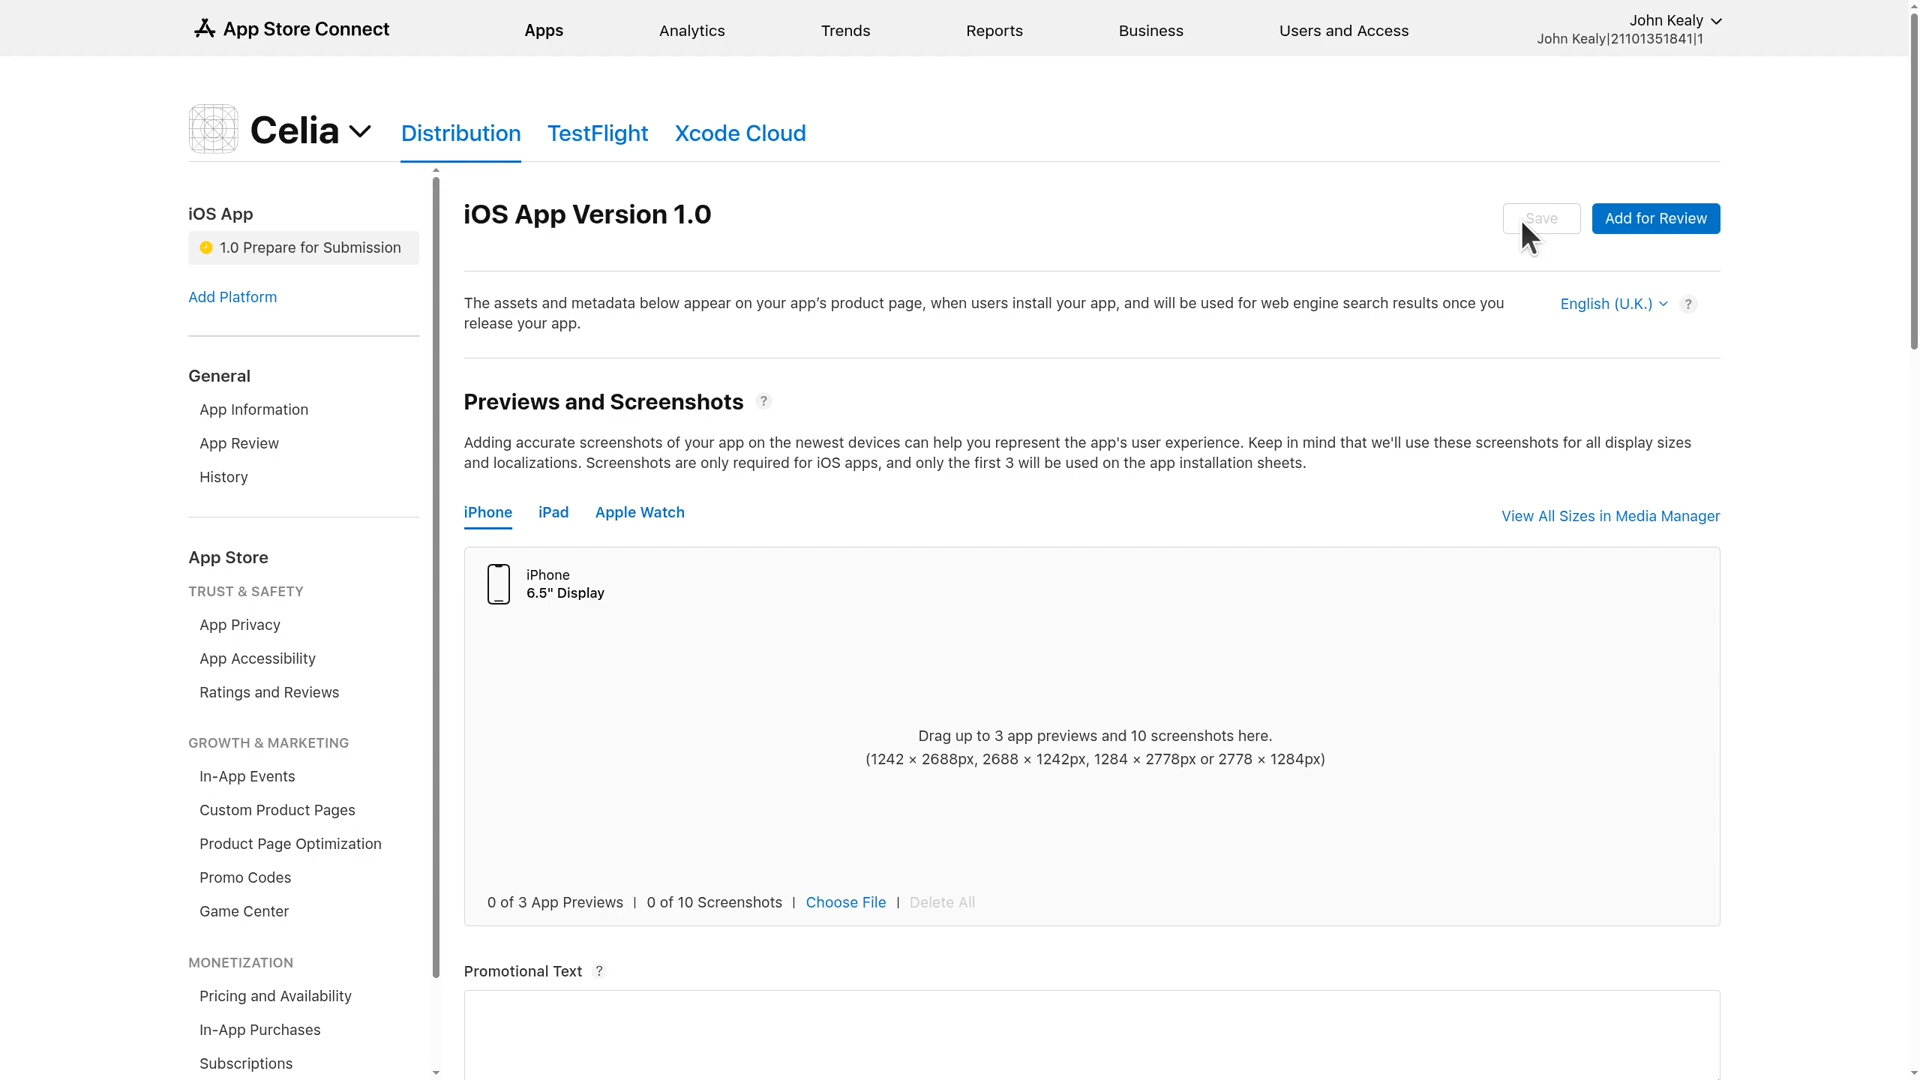 App Store Connect
Apps
Analytics
Trends
Reports
Business
Users and Access
John Kealy
John Kealy|21101351841|1
Celia
Distribution
TestFlight
Xcode Cloud
iOS App
1.0 Prepare for Submission
Add Platform
General
App Information
App Review
History
App Store
TRUST & SAFETY
App Privacy
App Accessibility
Ratings and Reviews
GROWTH & MARKETING
In-App Events
Custom Product Pages
Product Page Optimization
Promo Codes
Game Center
MONETIZATION
Pricing and Availability
In-App Purchases
Subscriptions
iOS App Version 1.0
Save
Add for Review
The assets and metadata below appear on your app’s product page, when users install your app, and will be used for web engine search results once you
release your app.
English (U.K.)
?
Previews and Screenshots ?
Adding accurate screenshots of your app on the newest devices can help you represent the app's user experience. Keep in mind that we'll use these screenshots for all display sizes
and localizations. Screenshots are only required for iOS apps, and only the first 3 will be used on the app installation sheets.
iPhone
iPad
Apple Watch
View All Sizes in Media Manager
iPhone
6.5" Display
Drag up to 3 app previews and 10 screenshots here.
(1242 × 2688px, 2688 × 1242px, 1284 × 2778px or 2778 × 1284px)
0 of 3 App Previews | 0 of 10 Screenshots | Choose File | Delete All
Promotional Text ?